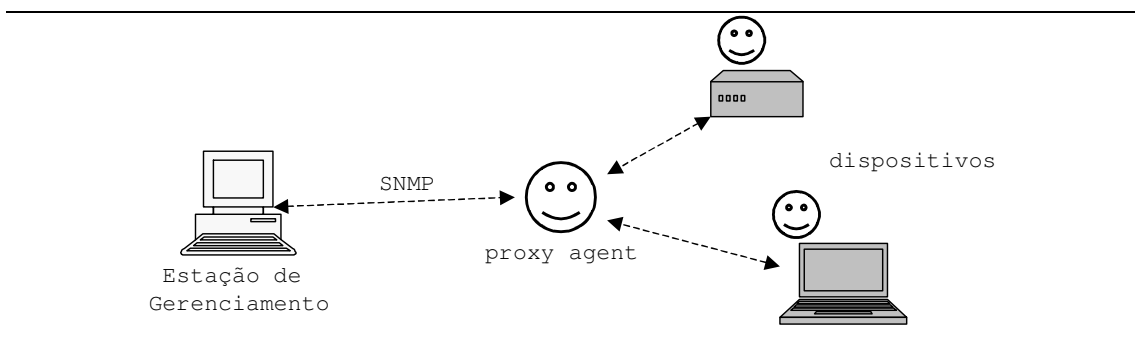 dispositivos
SNMP
proxy agent
Estação de
Gerenciamento